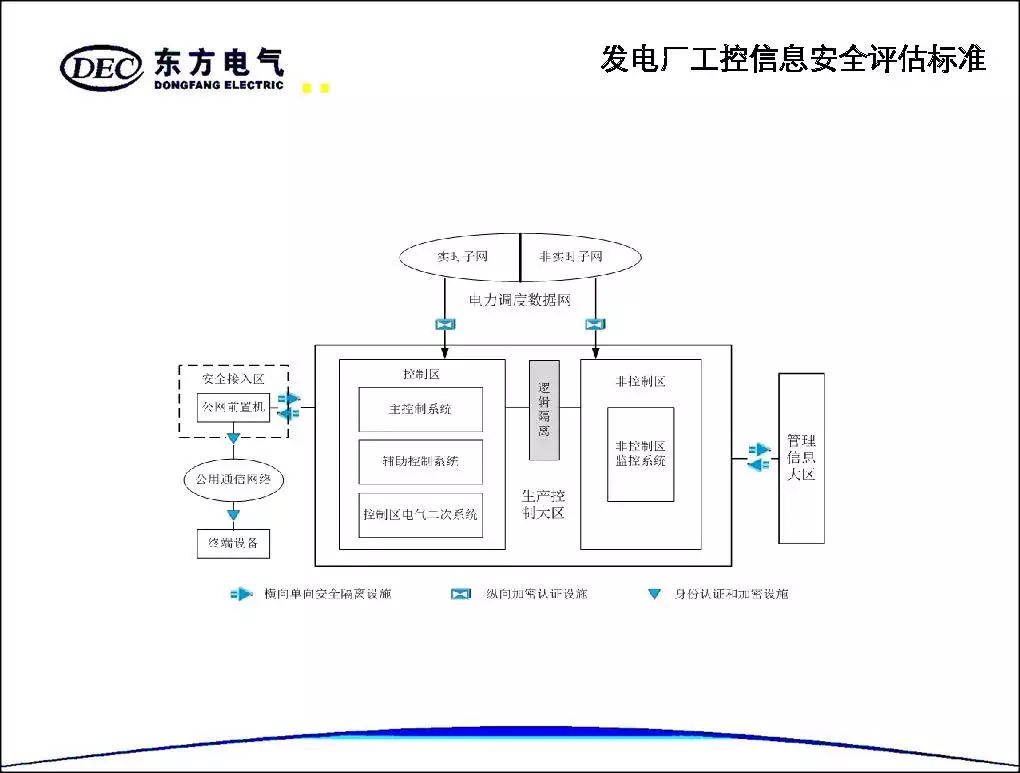 DEC 东方电气
DONGFANG ELECTRIC
发电厂工控信息安全评估标准
实时子网
非实时子网
电力调度数据网
安全接入区
公网前置机
公用通信网络
终端设备
控制区
主控制系统
辅助控制系统
控制区电气二次系统
逻
辑
隔
离
生产控
制大区
非控制区
非控制区
监控系统
管理
信息
大区
横向单向安全隔离设施
纵向加密认证设施
身份认证和加密设施